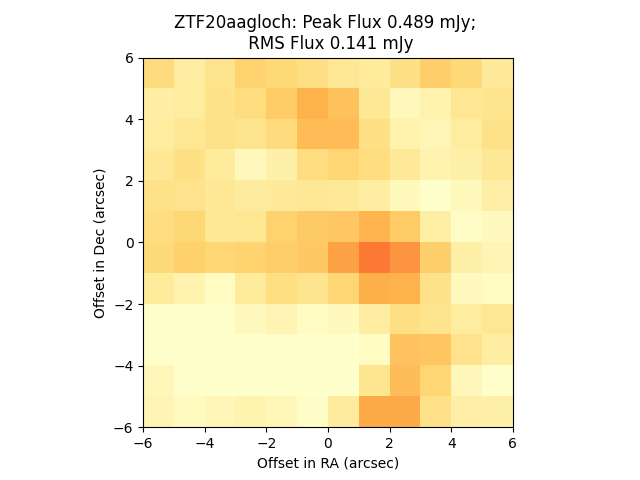 ZTF20aagloch: Peak Flux 0.489 mJy;
RMS Flux 0.141 mJy
6
4
2
0
−2
−4
−6
Offset in Dec (arcsec)
−6 −4 −2 0 2 4 6
Offset in RA (arcsec)